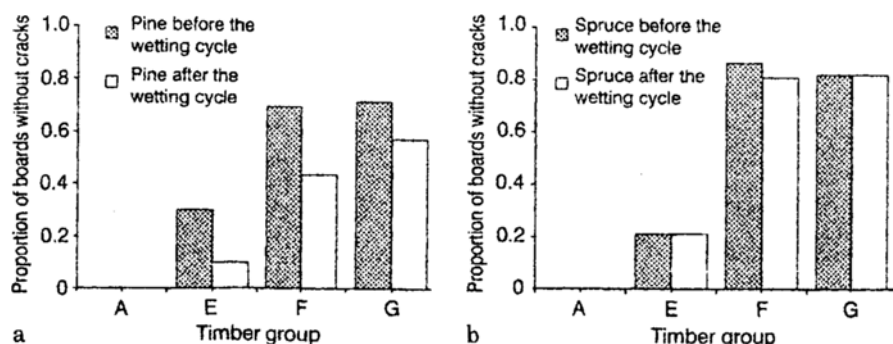 Proportion of boards without cracks
1.0
0.8
0.6
0.4
0.2
0
Pine before the
wetting cycle
Pine after the
wetting cycle
A E F G
a
Timber group
Proportion of boards without cracks
1.0
0.8
0.6
0.4
0.2
0
Spruce before the
wetting cycle
Spruce after the
wetting cycle
A E F G
b
Timber group